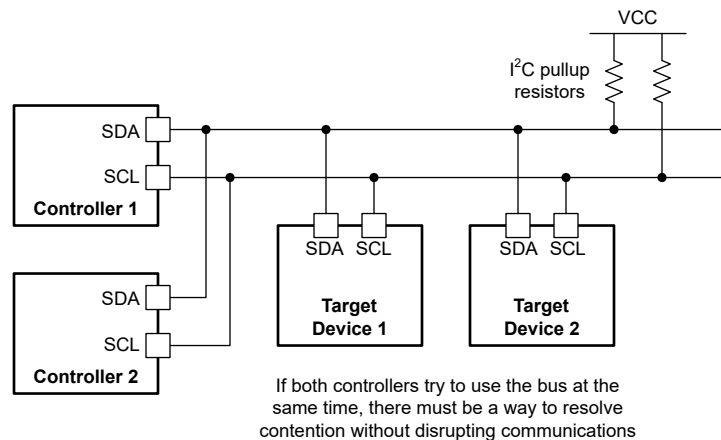 VCC
I²C pullup
resistors
SDA
SCL
Controller 1
SDA
SCL
Controller 2
SDA SCL
Target
Device 1
SDA SCL
Target
Device 2
If both controllers try to use the bus at the
same time, there must be a way to resolve
contention without disrupting communications